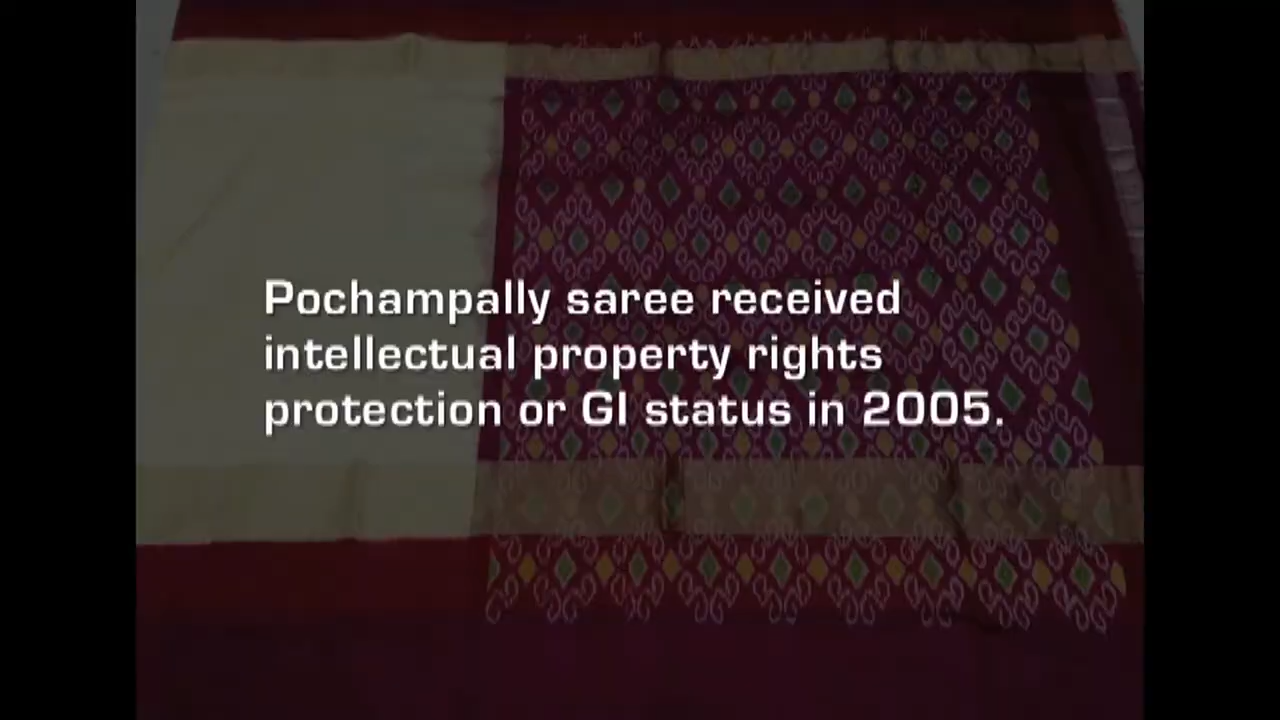 Pochampally saree received
intellectual property rights
protection or GI status in 2005.